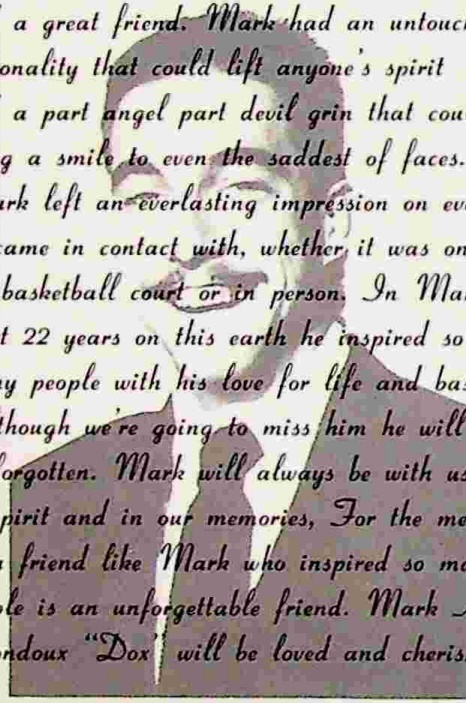 a great friend. Mark had an untouc
onality that could lift anyone's spirit
a part angel part devil grin that cou
g a smile to even the saddest of faces.
ark left an everlasting impression on ev
came in contact with, whether it was on
basketball court or in person. In Ma
t 22 years on this earth he inspired so
ny people with his love for life and ba
though we're going to miss him he will
orgotten. Mark will always be with us
pirit and in our memories, For the me
a friend like Mark who inspired so ma
ple is an unforgettable friend. Mark
ndoux "Dox" will be loved and cheris